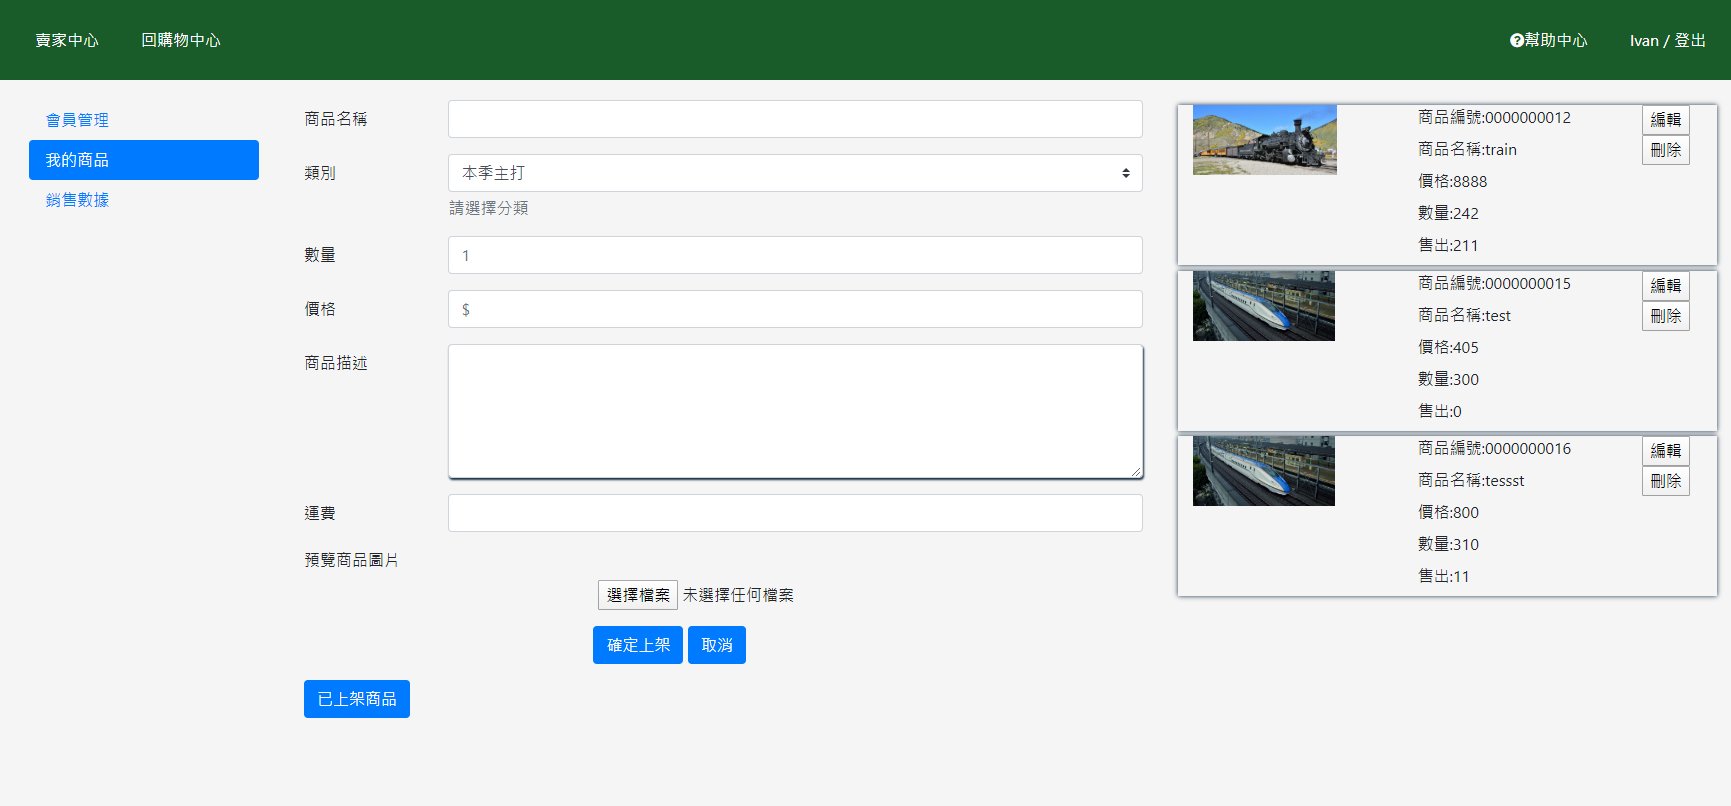 賣家中心
回購物中心
幫助中心
Ivan / 登出
會員管理
我的商品
銷售數據
商品名稱
類別
本季主打
請選擇分類
數量
1
價格
$
商品描述
運費
預覽商品圖片
選擇檔案 未選擇任何檔案
確定上架
取消
已上架商品
商品編號:0000000012
商品名稱:train
價格:8888
數量:242
售出:211
編輯
刪除
商品編號:0000000015
商品名稱:test
價格:405
數量:300
售出:0
編輯
刪除
商品編號:0000000016
商品名稱:tessst
價格:800
數量:310
售出:11
編輯
刪除